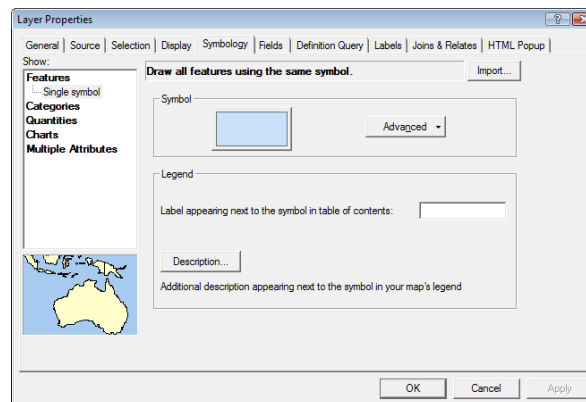 Layer Properties
General Source Selection Display Symbology Fields Definition Query Labels Joins & Relates HTML Popup
Show:
Features
Single symbol
Categories
Quantities
Charts
Multiple Attributes
Draw all features using the same symbol.
Import...
Symbol
Advanced
Legend
Label appearing next to the symbol in table of contents:
Description...
Additional description appearing next to the symbol in your map's legend
OK Cancel Apply